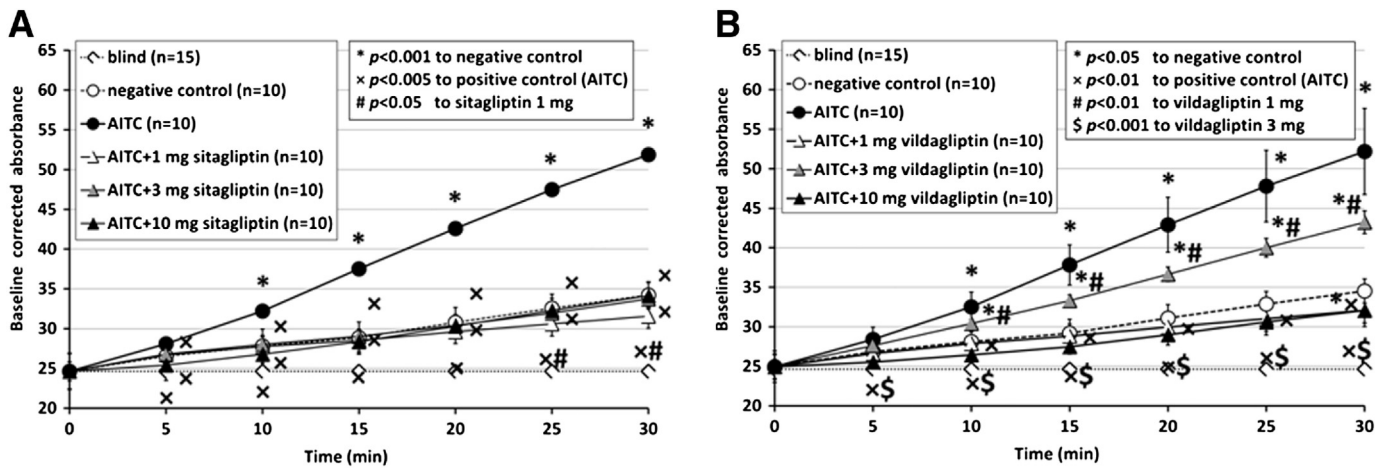 A
Baseline corrected absorbance
65
60
55
50
45
40
35
30
25
20
blind (n=15)
negative control (n=10)
AITC (n=10)
AITC+1 mg sitagliptin (n=10)
AITC+3 mg sitagliptin (n=10)
AITC+10 mg sitagliptin (n=10)
* p<0.001 to negative control
× p<0.005 to positive control (AITC)
# p<0.05 to sitagliptin 1 mg
*
*
*
*
*
× × × × × × × × × ×
× × × × ×# ×#
0 5 10 15 20 25 30
Time (min)
B
Baseline corrected absorbance
65
60
55
50
45
40
35
30
25
20
blind (n=15)
negative control (n=10)
AITC (n=10)
AITC+1 mg vildagliptin (n=10)
AITC+3 mg vildagliptin (n=10)
AITC+10 mg vildagliptin (n=10)
* p<0.05 to negative control
× p<0.01 to positive control (AITC)
# p<0.01 to vildagliptin 1 mg
$ p<0.001 to vildagliptin 3 mg
* * * * *
*# *# *# *# *#
× × × × *×
×$ ×$ ×$ ×$ ×$ ×$
0 5 10 15 20 25 30
Time (min)